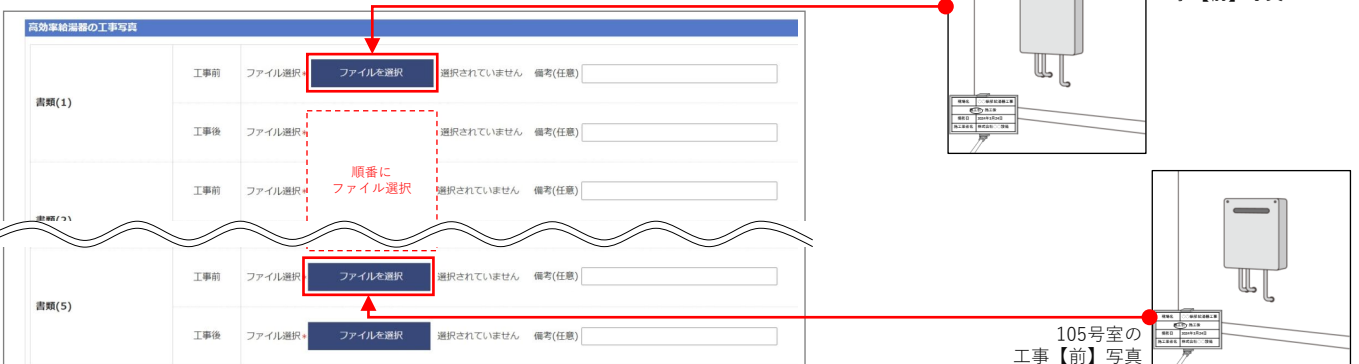 高効率給湯器の工事写真
書類(1)
工事前 ファイル選択* ファイルを選択 選択されていません 備考(任意)
工事後 ファイル選択* 選択されていません 備考(任意)
順番に
ファイル選択
工事前 ファイル選択* 選択されていません 備考(任意)
書類(2)
書類(5)
工事前 ファイル選択* ファイルを選択 選択されていません 備考(任意)
工事後 ファイル選択* ファイルを選択 選択されていません 備考(任意)
105号室の
工事【前】写真